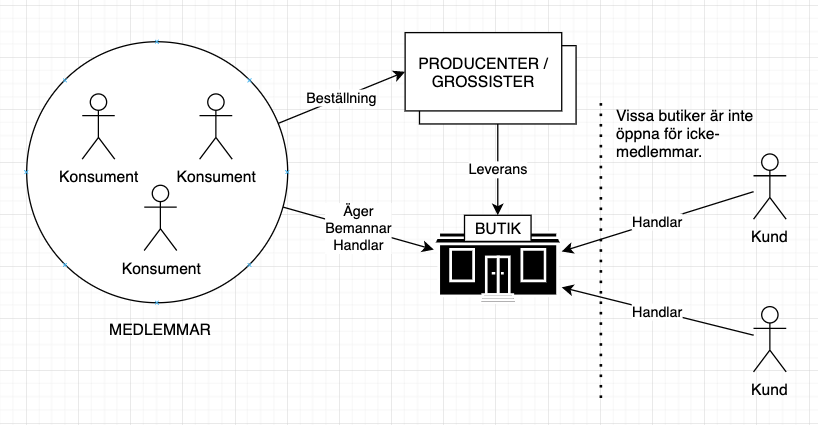 PRODUCENTER /
GROSSISTER
Beställning
Vissa butiker är inte
öppna för icke-
medlemmar.
Konsument
Konsument
Leverans
Äger
Bemannar
Handlar
BUTIK
Handlar
Kund
Konsument
MEDLEMMAR
Handlar
Kund